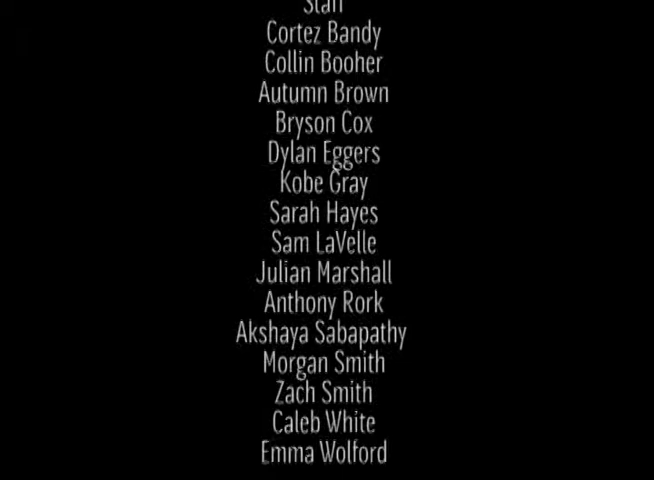 Staff
Cortez Bandy
Collin Booher
Autumn Brown
Bryson Cox
Dylan Eggers
Kobe Gray
Sarah Hayes
Sam LaVelle
Julian Marshall
Anthony Rork
Akshaya Sabapathy
Morgan Smith
Zach Smith
Caleb White
Emma Wolford